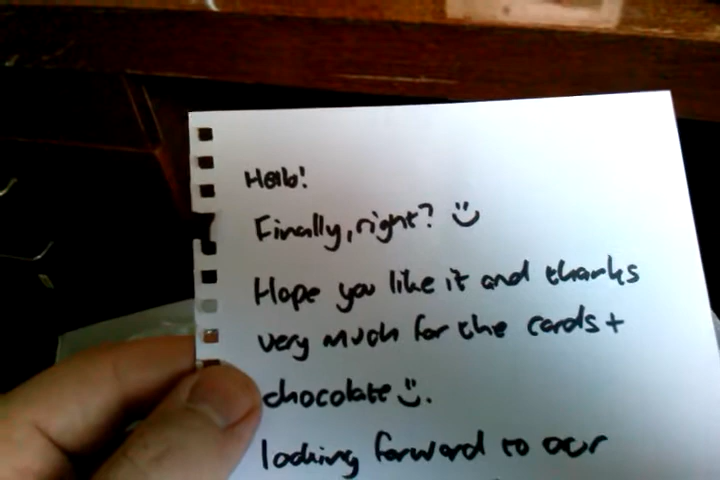 Hello!
Finally, right? :)
Hope you like it and thanks
very much for the cards +
chocolate :).
looking forward to our